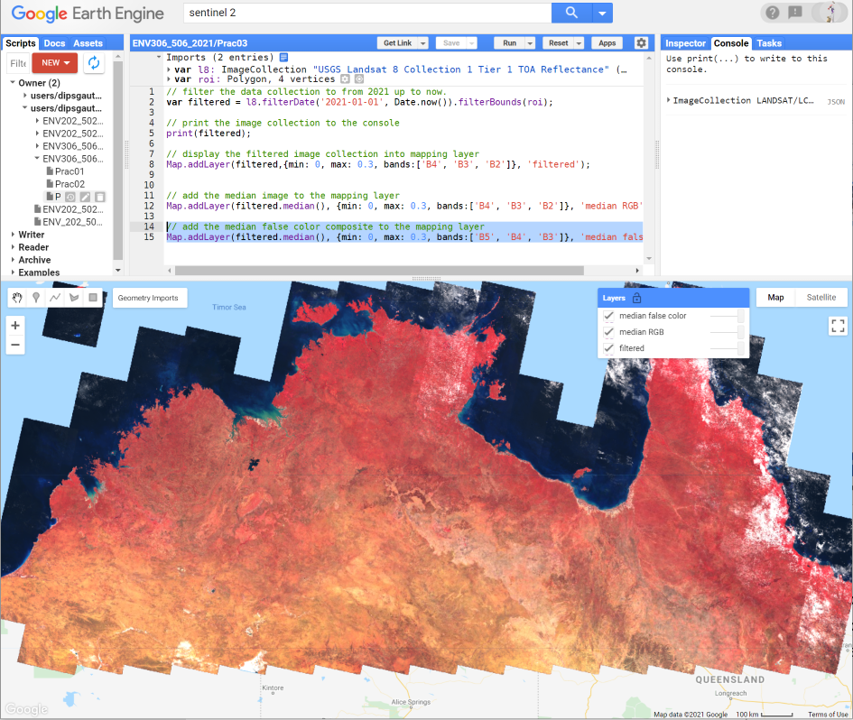 Google Earth Engine
sentinel 2
Scripts Docs Assets
NEW
Owner (2)
users/dipsgaut...
users/dipsgaut...
ENV202_502...
ENV202_502...
ENV306_506...
ENV306_506...
Prac01
Prac02
P
ENV202_502...
ENV_202_50...
Writer
Reader
Archive
Examples
ENV306_506_2021/Prac03
Get Link Save Run Reset Apps
Imports (2 entries)
var l8: ImageCollection "USGS Landsat 8 Collection 1 Tier 1 TOA Reflectance" (…
var roi: Polygon, 4 vertices
1 // filter the data collection to from 2021 up to now.
2 var filtered = l8.filterDate('2021-01-01', Date.now()).filterBounds(roi);
3
4 // print the image collection to the console
5 print(filtered);
6
7 // display the filtered image collection into mapping layer
8 Map.addLayer(filtered,{min: 0, max: 0.3, bands:['B4', 'B3', 'B2']}, 'filtered');
9
10
11 // add the median image to the mapping layer
12 Map.addLayer(filtered.median(), {min: 0, max: 0.3, bands:['B4', 'B3', 'B2']}, 'median RGB'
13
14 // add the median false color composite to the mapping layer
15 Map.addLayer(filtered.median(), {min: 0, max: 0.3, bands:['B5', 'B4', 'B3']}, 'median fals
Inspector Console Tasks
Use print(...) to write to this
console.
ImageCollection LANDSAT/LC… JSON
Geometry Imports
Timor Sea
Layers
median false color
median RGB
filtered
Map Satellite
+
−
Kintore
Alice Springs
QUEENSLAND
Longreach
Google
Map data ©2021 Google 100 km Terms of Use